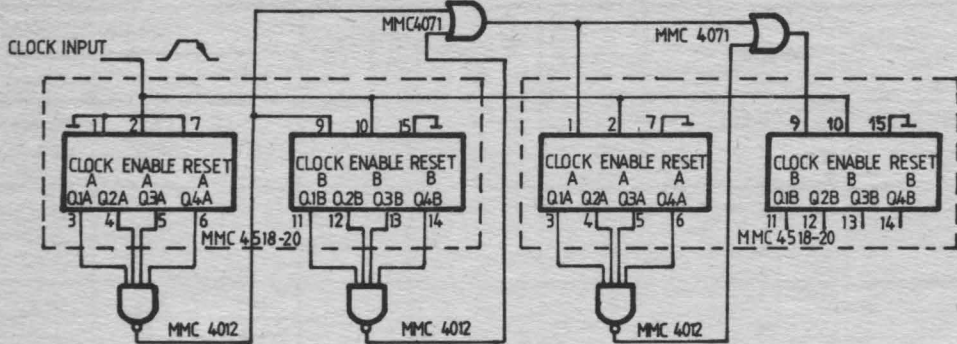 MMC4071
MMC 4071
CLOCK INPUT
1 2 7
9 10 15
1 2 7
9 10 15
CLOCK ENABLE RESET
A A A
Q1A Q2A Q3A Q4A
3 4 5 6
CLOCK ENABLE RESET
B B B
Q1B Q2B Q3B Q4B
11 12 13 14
CLOCK ENABLE RESET
A A A
Q1A Q2A Q3A Q4A
3 4 5 6
CLOCK ENABLE RESET
B B B
Q1B Q2B Q3B Q4B
11 12 13 14
MMC 4518-20
MMC 4518-20
MMC 4012
MMC 4012
MMC 4012